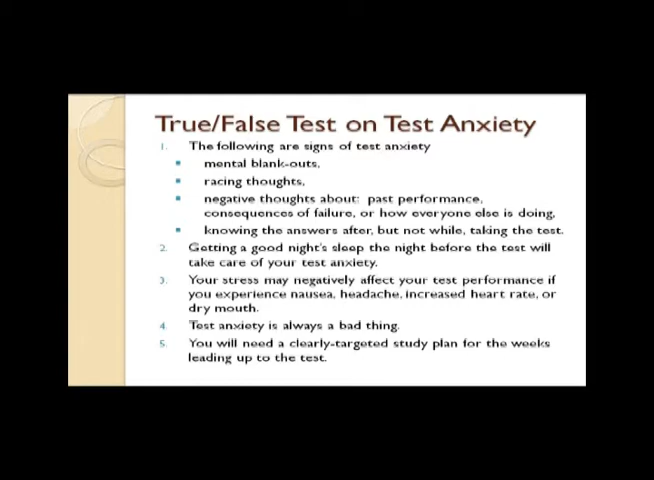 True/False Test on Test Anxiety
1. The following are signs of test anxiety
mental blank-outs,
racing thoughts,
negative thoughts about: past performance,
consequences of failure, or how everyone else is doing,
knowing the answers after, but not while, taking the test.
2. Getting a good night's sleep the night before the test will
take care of your test anxiety.
3. Your stress may negatively affect your test performance if
you experience nausea, headache, increased heart rate, or
dry mouth.
4. Test anxiety is always a bad thing.
5. You will need a clearly-targeted study plan for the weeks
leading up to the test.